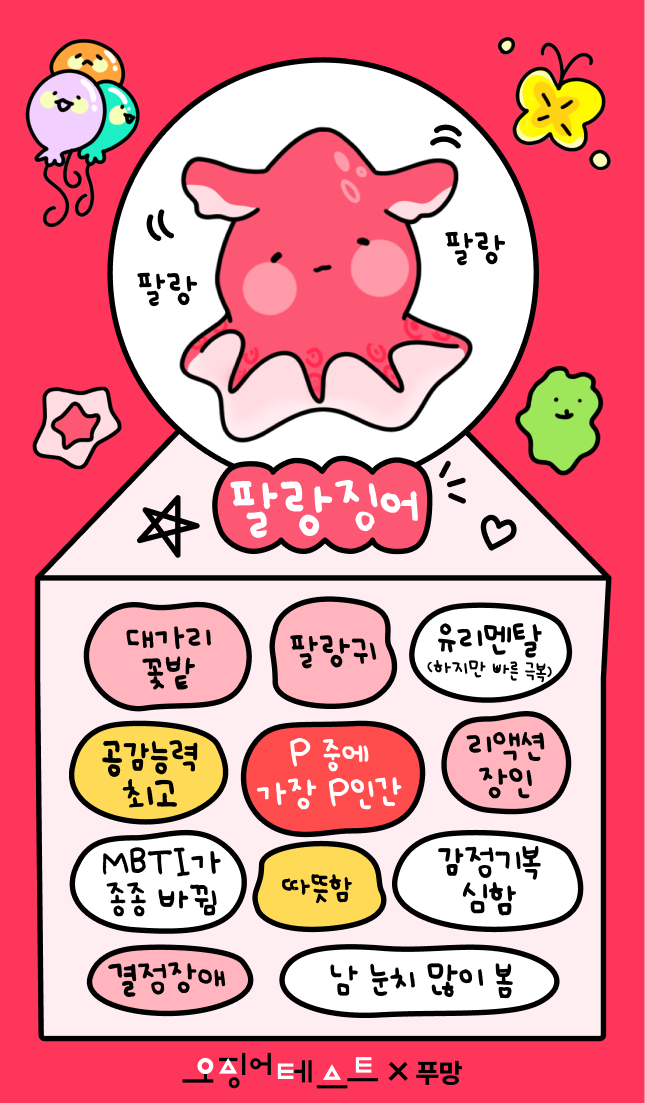 팔랑
팔랑
팔랑징어
대가리
꽃밭
팔랑귀
유리멘탈
(하지만 빠른 극복)
공감능력
최고
P 중에
가장 P인간
리액션
장인
MBTI가
종종 바뀜
따뜻함
감정기복
심함
결정장애
남 눈치 많이 봄
오징어테스트 × 푸망